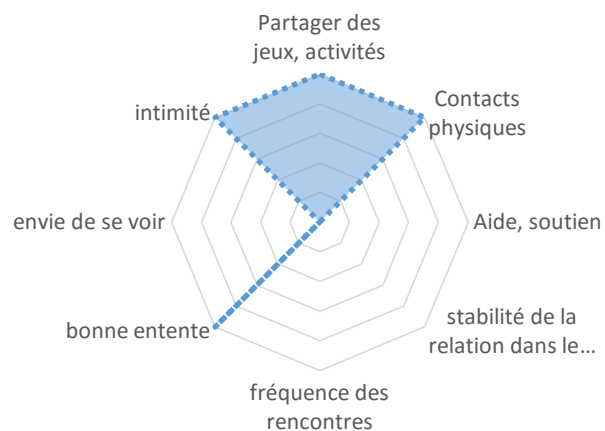 Partager des
jeux, activités
Contacts
physiques
Aide, soutien
stabilité de la
relation dans le…
fréquence des
rencontres
bonne entente
envie de se voir
intimité